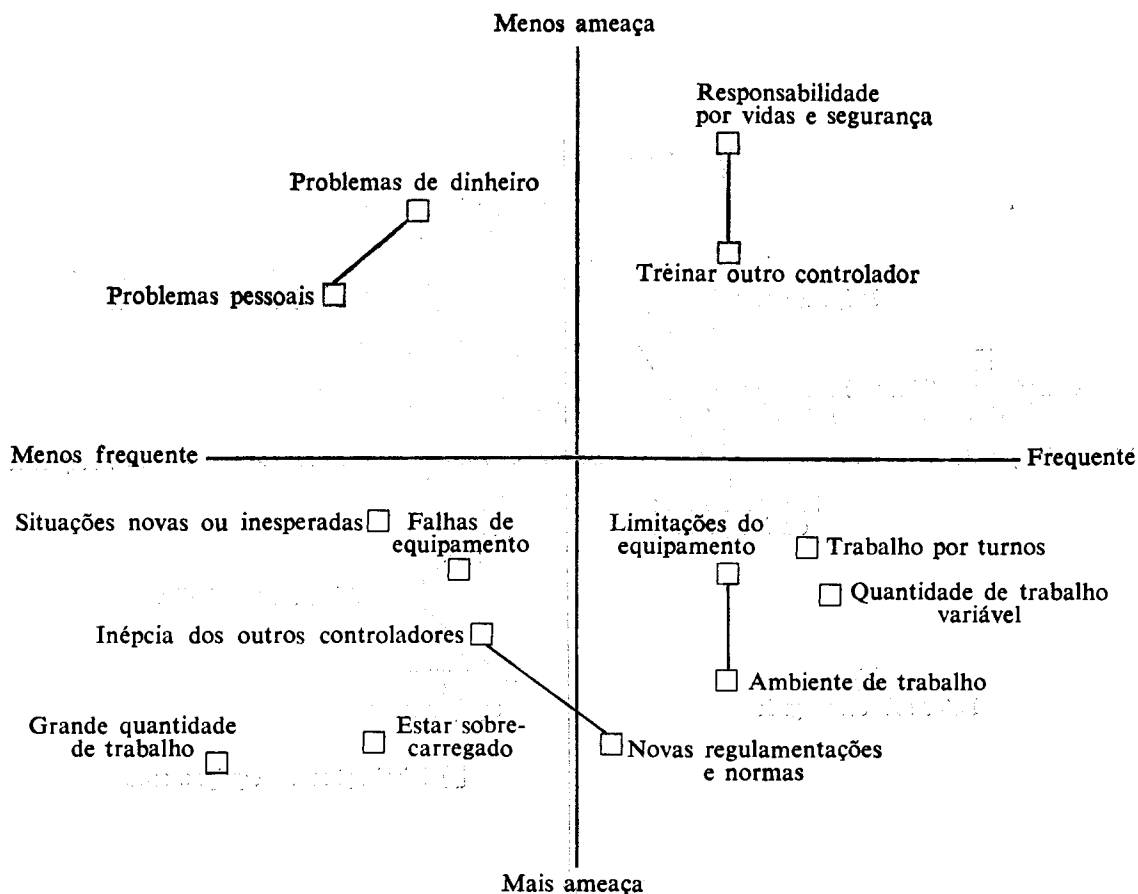 Menos ameaça
Responsabilidade
por vidas e segurança
Problemas de dinheiro
Treinar outro controlador
Problemas pessoais
Menos frequente
Frequente
Situações novas ou inesperadas
Falhas de
equipamento
Limitações do
equipamento
Trabalho por turnos
Quantidade de trabalho
variável
Inépcia dos outros controladores
Ambiente de trabalho
Grande quantidade
de trabalho
Estar sobre-
carregado
Novas regulamentações
e normas
Mais ameaça